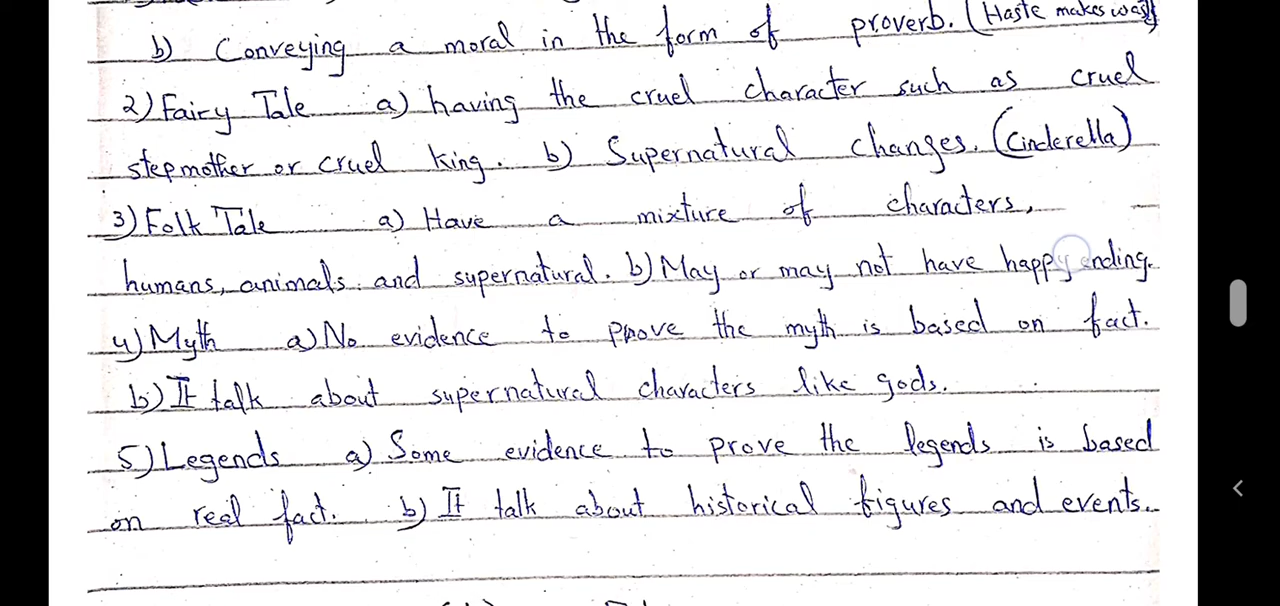 b) Conveying a moral in the form of proverb. (Haste makes
2) Fairy Tale a) having the cruel character such as cruel
stepmother or cruel king. b) Supernatural changes. (Cinderella)
3) Folk Tale a) Have a mixture of characters,
humans, animals. and supernatural. b) May or may not have happy ending.
4) Myth a) No evidence to prove the myth is based on fact.
b) It talk about supernatural characters like gods.
5) Legends a) Some evidence to prove the legends is based
on real fact. b) It talk about historical figures and events.